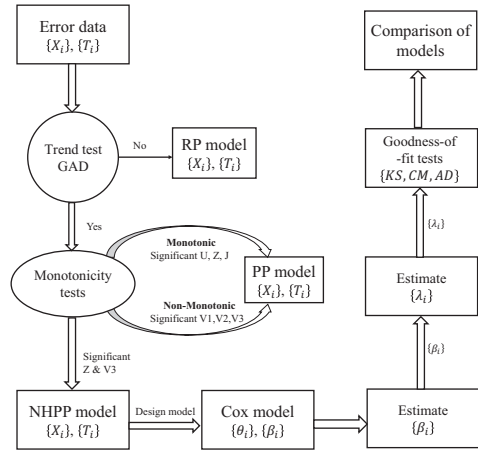 Error data
{X_i}, {T_i}
Trend test
GAD
No
RP model
{X_i}, {T_i}
Yes
Monotonicity
tests
Monotonic
Significant U, Z, J
Non-Monotonic
Significant V1,V2,V3
PP model
{X_i}, {T_i}
Significant
Z & V3
NHPP model
{X_i}, {T_i}
Design model
Cox model
{θ_i}, {β_i}
Estimate
{β_i}
{β_i}
Estimate
{λ_i}
{λ_i}
Goodness-of
-fit tests
{KS, CM, AD}
Comparison of
models